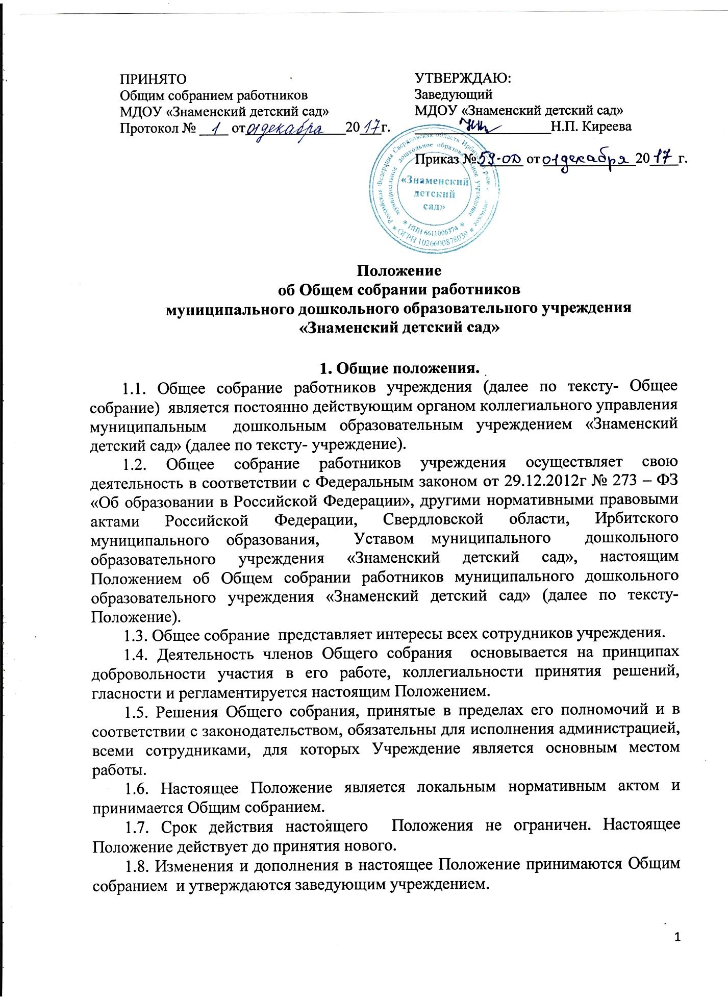 ПРИНЯТО
Общим собранием работников
МДОУ «Знаменский детский сад»
Протокол № 1 от 01 декабря 2017г.
УТВЕРЖДАЮ:
Заведующий
МДОУ «Знаменский детский сад»
Н.П. Киреева
Приказ № 59-ОД от 01 декабря 2017 г.
Российская Федерация Свердловская область
муниципальное дошкольное образовательное учреждение
«Знаменский
детский
сад»
* ИНН 6611006374 *
* ОГРН 1026600878039 *
Положение
об Общем собрании работников
муниципального дошкольного образовательного учреждения
«Знаменский детский сад»
1. Общие положения.
1.1. Общее собрание работников учреждения (далее по тексту- Общее
собрание) является постоянно действующим органом коллегиального управления
муниципальным дошкольным образовательным учреждением «Знаменский
детский сад» (далее по тексту- учреждение).
1.2. Общее собрание работников учреждения осуществляет свою
деятельность в соответствии с Федеральным законом от 29.12.2012г № 273 – ФЗ
«Об образовании в Российской Федерации», другими нормативными правовыми
актами Российской Федерации, Свердловской области, Ирбитского
муниципального образования, Уставом муниципального дошкольного
образовательного учреждения «Знаменский детский сад», настоящим
Положением об Общем собрании работников муниципального дошкольного
образовательного учреждения «Знаменский детский сад» (далее по тексту-
Положение).
1.3. Общее собрание представляет интересы всех сотрудников учреждения.
1.4. Деятельность членов Общего собрания основывается на принципах
добровольности участия в его работе, коллегиальности принятия решений,
гласности и регламентируется настоящим Положением.
1.5. Решения Общего собрания, принятые в пределах его полномочий и в
соответствии с законодательством, обязательны для исполнения администрацией,
всеми сотрудниками, для которых Учреждение является основным местом
работы.
1.6. Настоящее Положение является локальным нормативным актом и
принимается Общим собранием.
1.7. Срок действия настоящего Положения не ограничен. Настоящее
Положение действует до принятия нового.
1.8. Изменения и дополнения в настоящее Положение принимаются Общим
собранием и утверждаются заведующим учреждением.
1